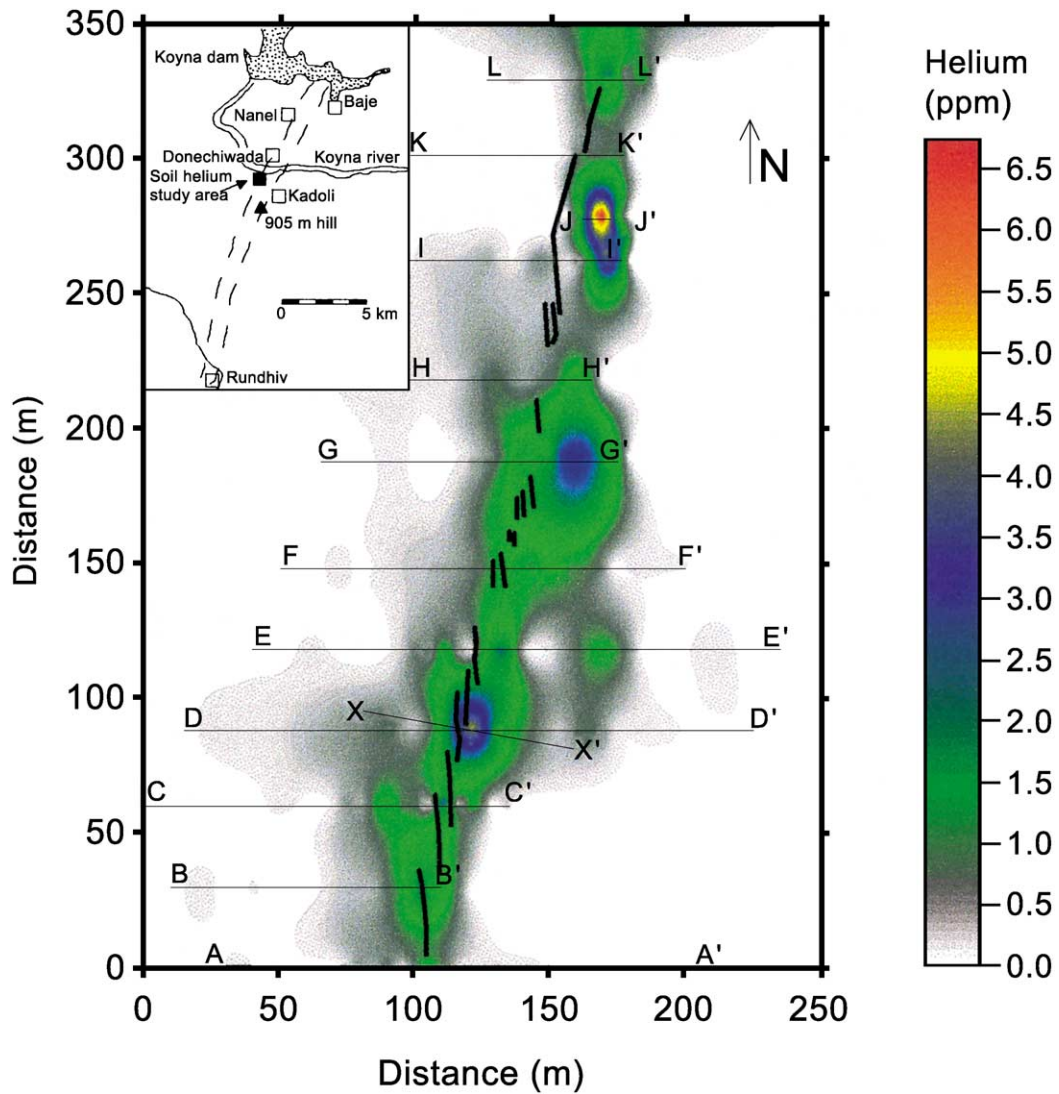 350
300
250
200
150
100
50
0
Distance (m)
0
50
100
150
200
250
Distance (m)
Koyna dam
Nanel
Baje
Donechiwada
Koyna river
Soil helium
study area
Kadoli
905 m hill
0 5 km
Rundhiv
N
L L'
K K'
J J'
I I'
H H'
G G'
F F'
E E'
X
D D'
X'
C C'
B B'
A A'
Helium
(ppm)
6.5
6.0
5.5
5.0
4.5
4.0
3.5
3.0
2.5
2.0
1.5
1.0
0.5
0.0